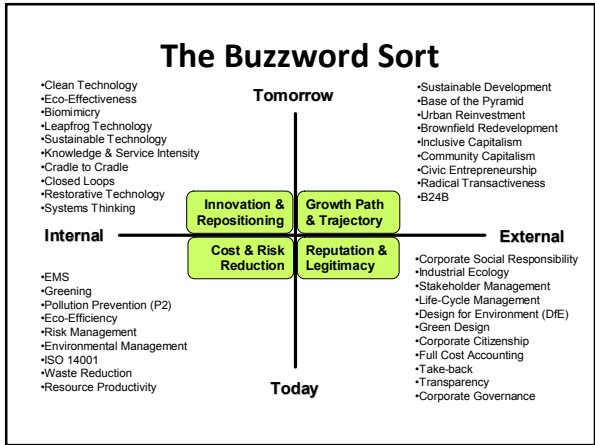 The Buzzword Sort
•Clean Technology
•Eco-Effectiveness
•Biomimicry
•Leapfrog Technology
•Sustainable Technology
•Knowledge & Service Intensity
•Cradle to Cradle
•Closed Loops
•Restorative Technology
•Systems Thinking
Tomorrow
•Sustainable Development
•Base of the Pyramid
•Urban Reinvestment
•Brownfield Redevelopment
•Inclusive Capitalism
•Community Capitalism
•Civic Entrepreneurship
•Radical Transactiveness
•B24B
Innovation &
Repositioning
Growth Path
& Trajectory
Internal
External
Cost & Risk
Reduction
Reputation &
Legitimacy
•EMS
•Greening
•Pollution Prevention (P2)
•Eco-Efficiency
•Risk Management
•Environmental Management
•ISO 14001
•Waste Reduction
•Resource Productivity
•Corporate Social Responsibility
•Industrial Ecology
•Stakeholder Management
•Life-Cycle Management
•Design for Environment (DfE)
•Green Design
•Corporate Citizenship
•Full Cost Accounting
•Take-back
•Transparency
•Corporate Governance
Today